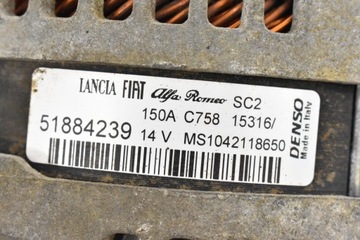 LANCIA FIAT Alfa Romeo SC2
150A C758 15316/
51884239 14 V MS1042118650
DENSO
Made in Italy